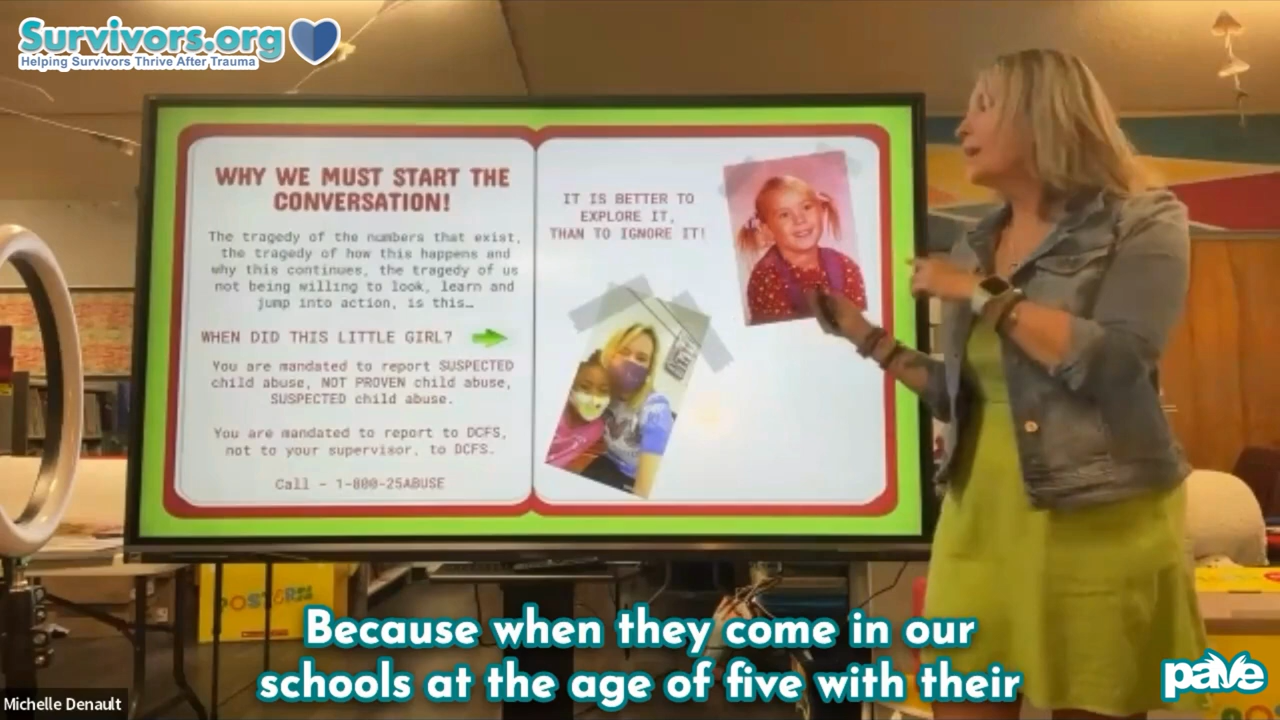 Survivors.org
Helping Survivors Thrive After Trauma
WHY WE MUST START THE
CONVERSATION!
The tragedy of the numbers that exist,
the tragedy of how this happens and
why this continues, the tragedy of us
not being willing to look, learn and
jump into action, is this…
WHEN DID THIS LITTLE GIRL?
You are mandated to report SUSPECTED
child abuse, NOT PROVEN child abuse,
SUSPECTED child abuse.
You are mandated to report to DCFS,
not to your supervisor, to DCFS.
Call - 1-800-25ABUSE
IT IS BETTER TO
EXPLORE IT,
THAN TO IGNORE IT!
POSTERS
Because when they come in our
schools at the age of five with their
Michelle Denault
pave